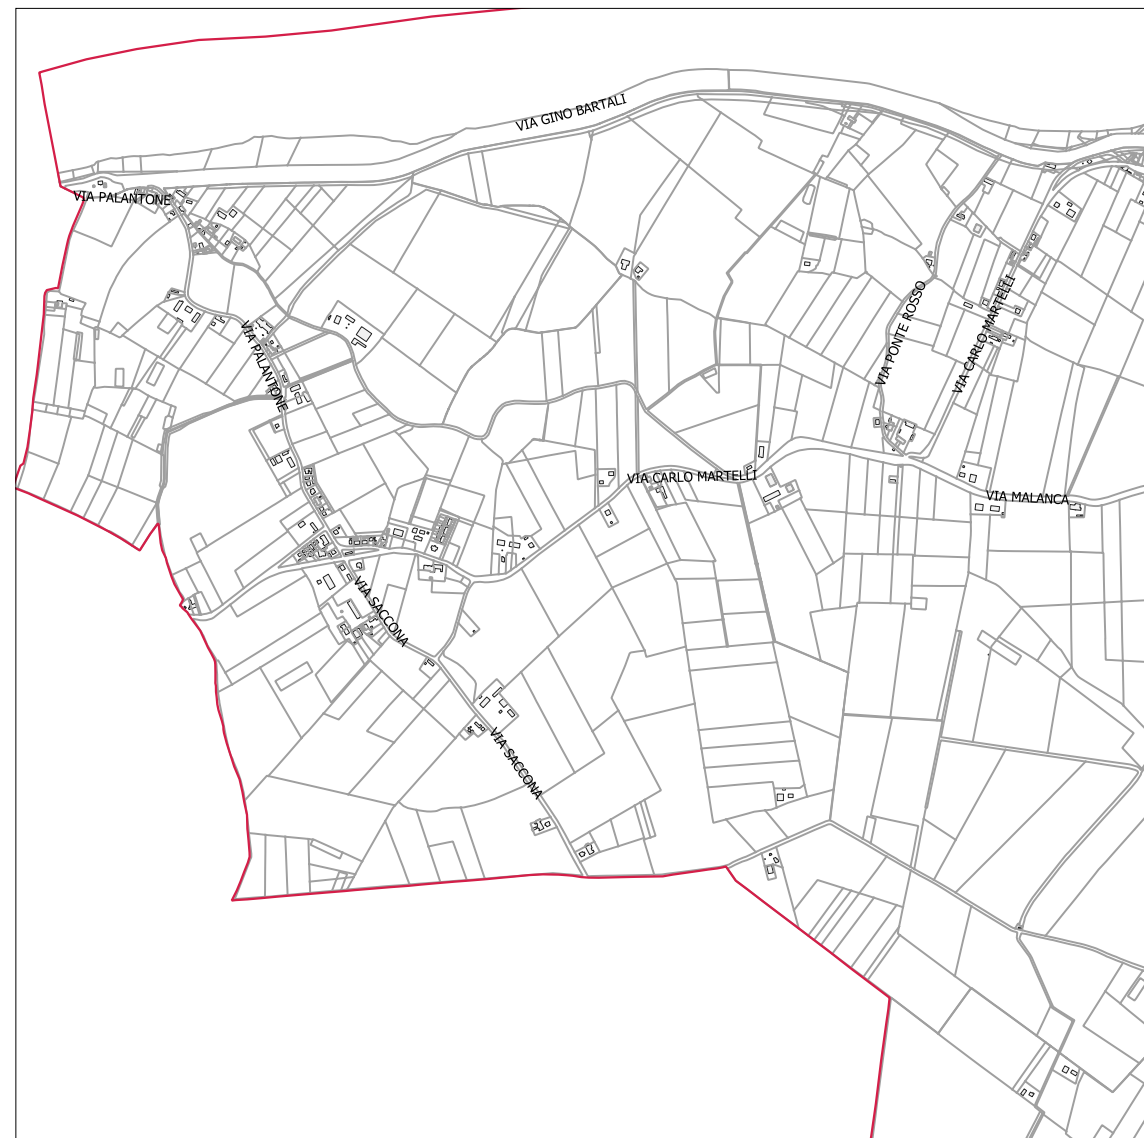 VIA GINO BARTALI
VIA PALANTONE
VIA PONTE ROSSO
VIA CARLO MARTELLI
VIA PALANTONE
VIA CARLO MARTELLI
VIA MALANCA
VIA SACCONA
VIA SACCONA